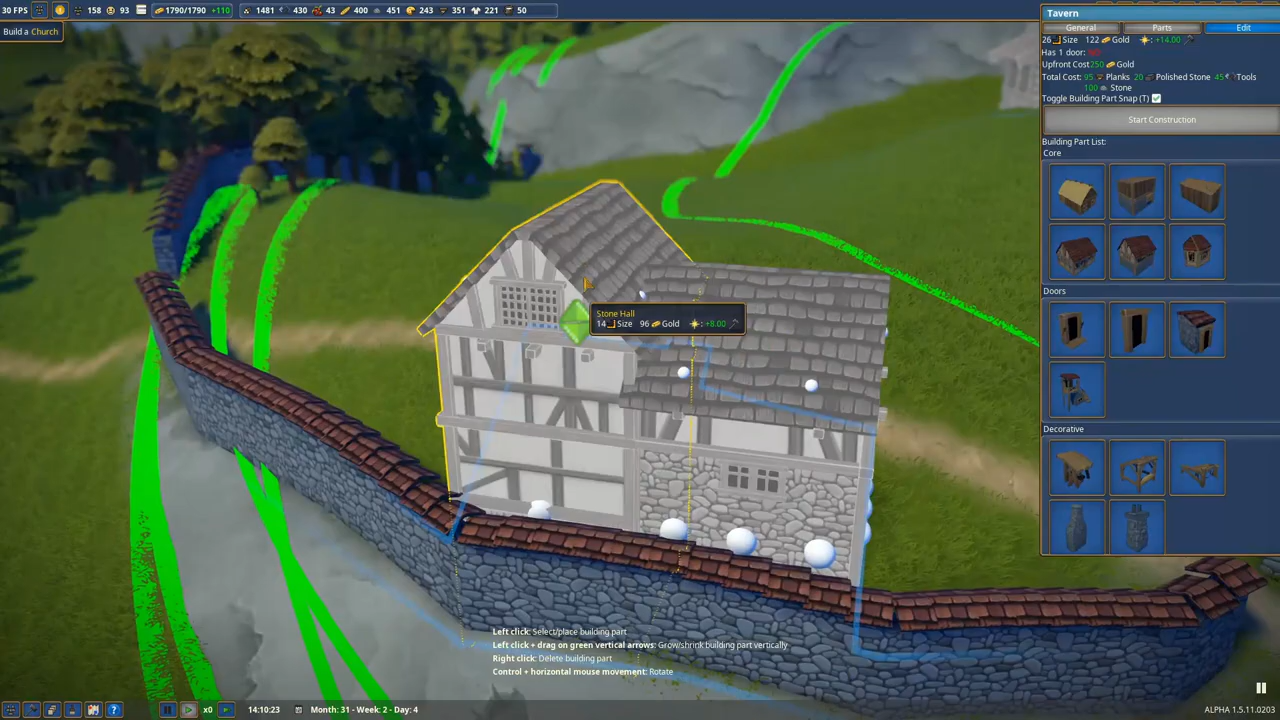 30 FPS 158 93 1790/1790 +110 1481 430 43 400 451 243 351 221 50
Build a Church
Tavern
General Parts Edit
26 Size 122 Gold : +14.00
Has 1 door:
Upfront Cost250 Gold
Total Cost: 95 Planks 20 Polished Stone 45 Tools
100 Stone
Toggle Building Part Snap (T)
Start Construction
Building Part List:
Core
Doors
Decorative
Stone Hall
14 Size 96 Gold : +8.00
Left click: Select/place building part
Left click + drag on green vertical arrows: Grow/shrink building part vertically
Right click: Delete building part
Control + horizontal mouse movement: Rotate
x0 14:10:23 Month: 31 - Week: 2 - Day: 4
ALPHA 1.5.11.0203